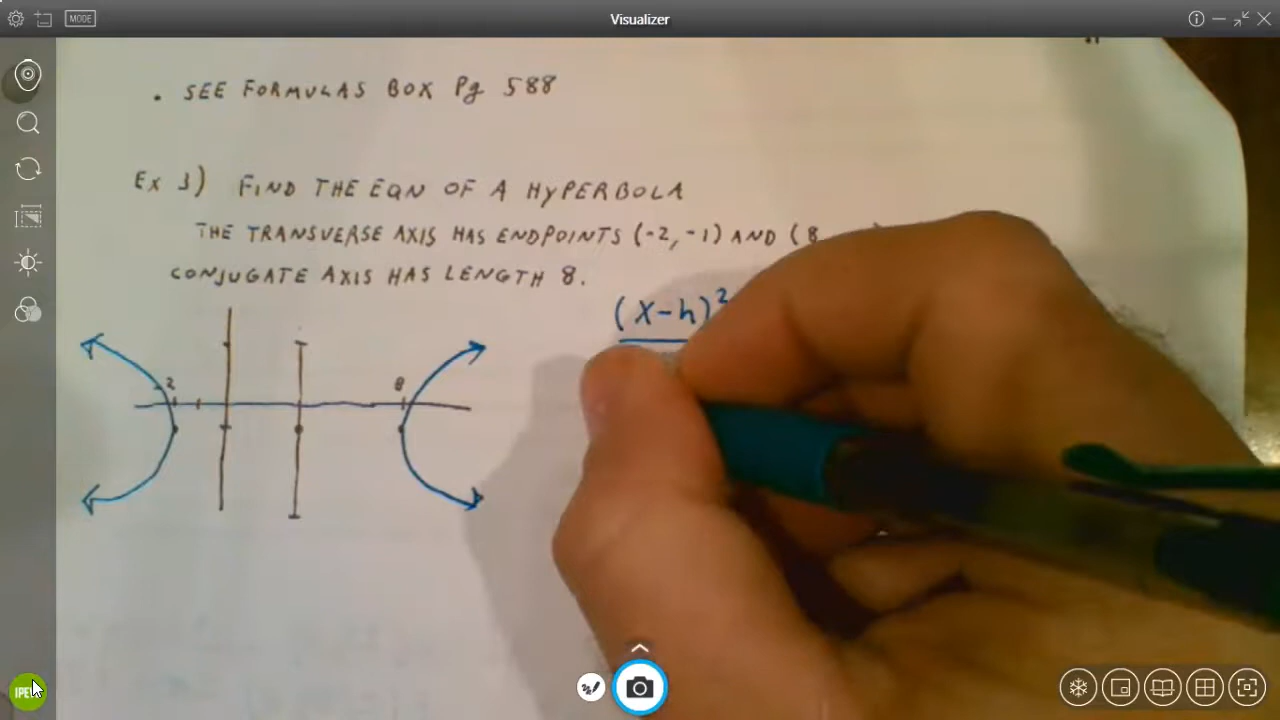 MODE
Visualizer
. SEE FORMULAS BOX Pg 588
Ex 3) FIND THE EQN OF A HYPERBOLA
THE TRANSVERSE AXIS HAS ENDPOINTS (-2, -1) AND (8
CONJUGATE AXIS HAS LENGTH 8.
(X-h)²
-2
8